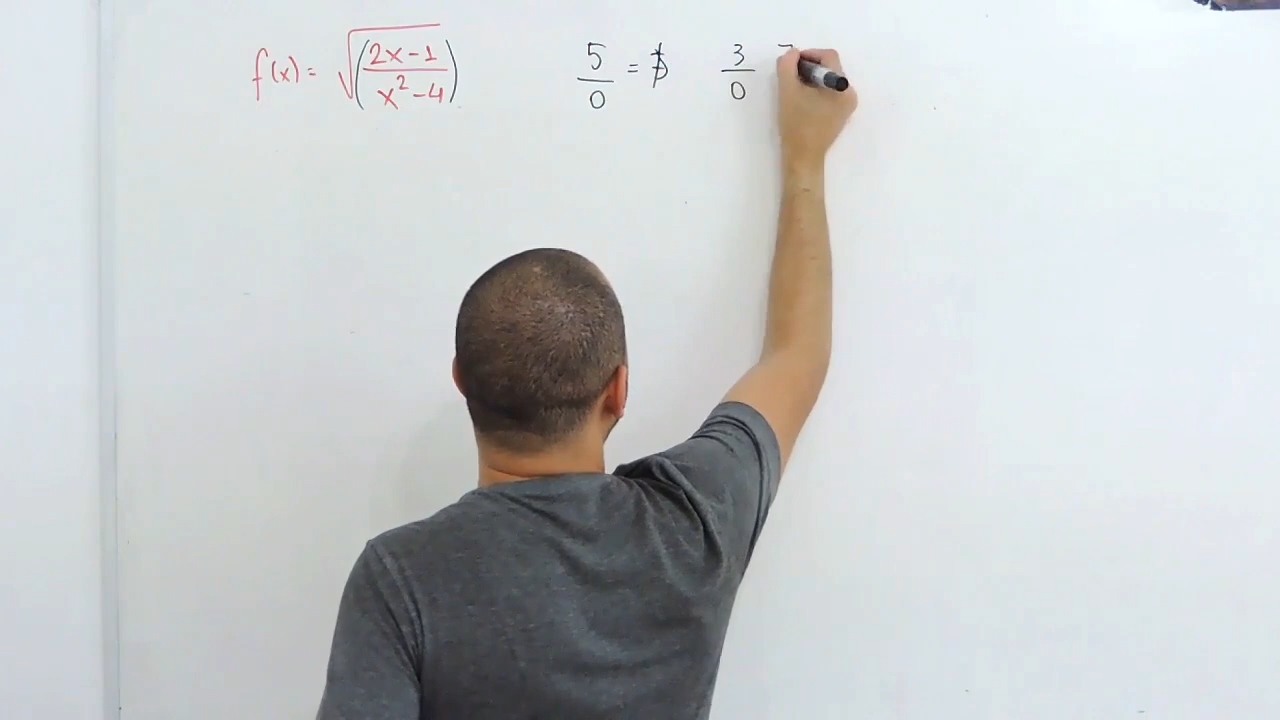 f(x) = √((2x-1)/(x²-4))
5/0 = ∄
3/0